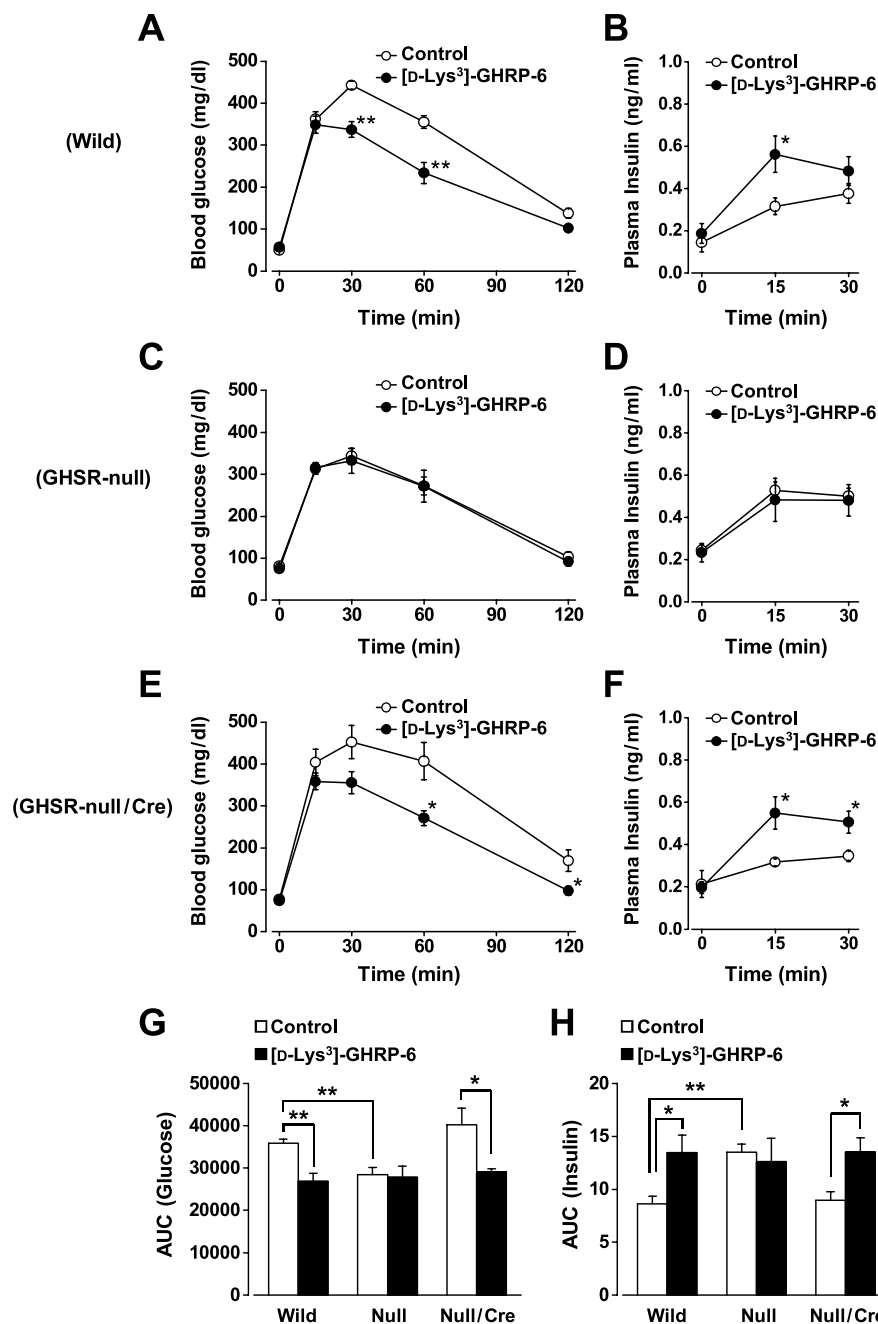 A
Control
[D-Lys³]-GHRP-6
(Wild)
Blood glucose (mg/dl)
500
400
300
200
100
0
**
**
0 30 60 90 120
Time (min)
B
Control
[D-Lys³]-GHRP-6
Plasma Insulin (ng/ml)
1.0
0.8
0.6
0.4
0.2
0.0
*
0 15 30
Time (min)
C
Control
[D-Lys³]-GHRP-6
(GHSR-null)
Blood glucose (mg/dl)
500
400
300
200
100
0
0 30 60 90 120
Time (min)
D
Control
[D-Lys³]-GHRP-6
Plasma Insulin (ng/ml)
1.0
0.8
0.6
0.4
0.2
0.0
0 15 30
Time (min)
E
Control
[D-Lys³]-GHRP-6
(GHSR-null/Cre)
Blood glucose (mg/dl)
500
400
300
200
100
0
*
*
0 30 60 90 120
Time (min)
F
Control
[D-Lys³]-GHRP-6
Plasma Insulin (ng/ml)
1.0
0.8
0.6
0.4
0.2
0.0
*
*
0 15 30
Time (min)
G
Control
[D-Lys³]-GHRP-6
AUC (Glucose)
50000
40000
30000
20000
10000
0
**
**
*
Wild Null Null/Cre
H
Control
[D-Lys³]-GHRP-6
AUC (Insulin)
20
15
10
5
0
**
*
*
Wild Null Null/Cre